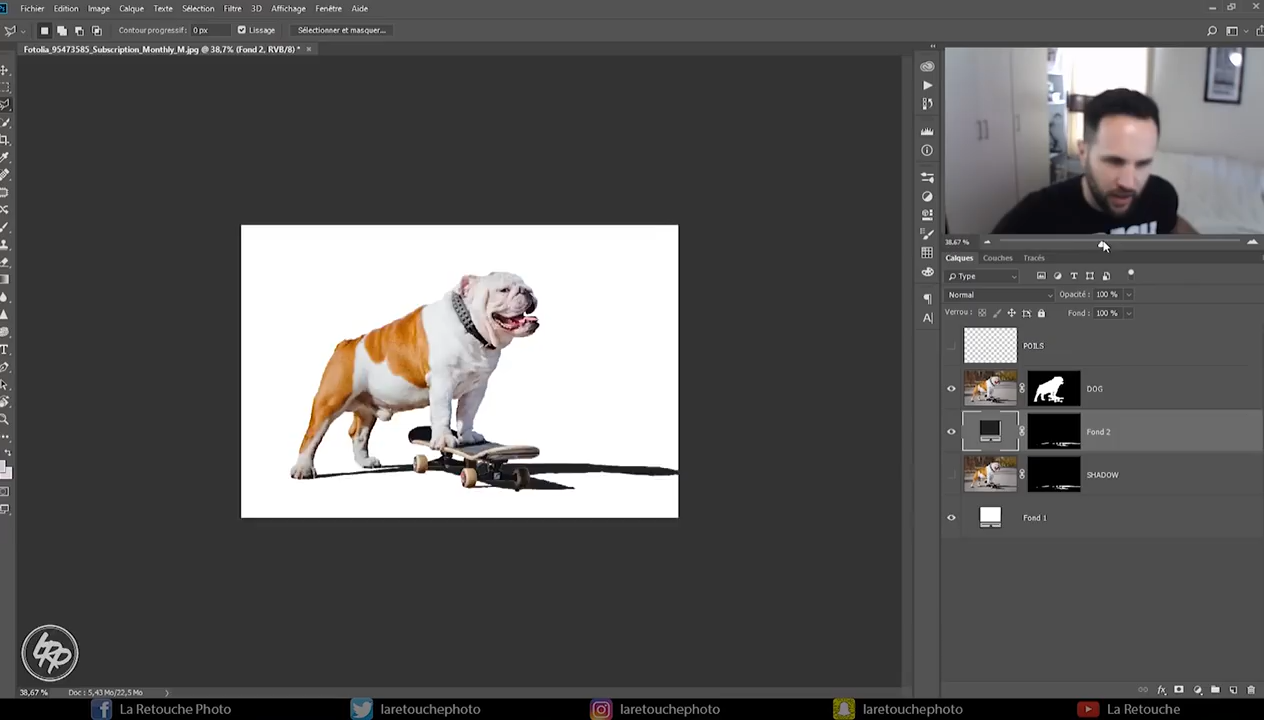 Fichier Edition Image Calque Texte Sélection Filtre 3D Affichage Fenêtre Aide
Contour progressif : 0 px Lissage Sélectionner et masquer...
Fotolia_95473585_Subscription_Monthly_M.jpg @ 38,7% (Fond 2, RVB/8) * ×
38.67 %
Calques Couches Tracés
Type
Normal Opacité : 100 %
Verrou : Fond : 100 %
POILS
DOG
Fond 2
SHADOW
Fond 1
LRP
38,67 % Doc : 5,43 Mo/22,5 Mo
La Retouche Photo laretouchephoto laretouchephoto laretouchephoto La Retouche